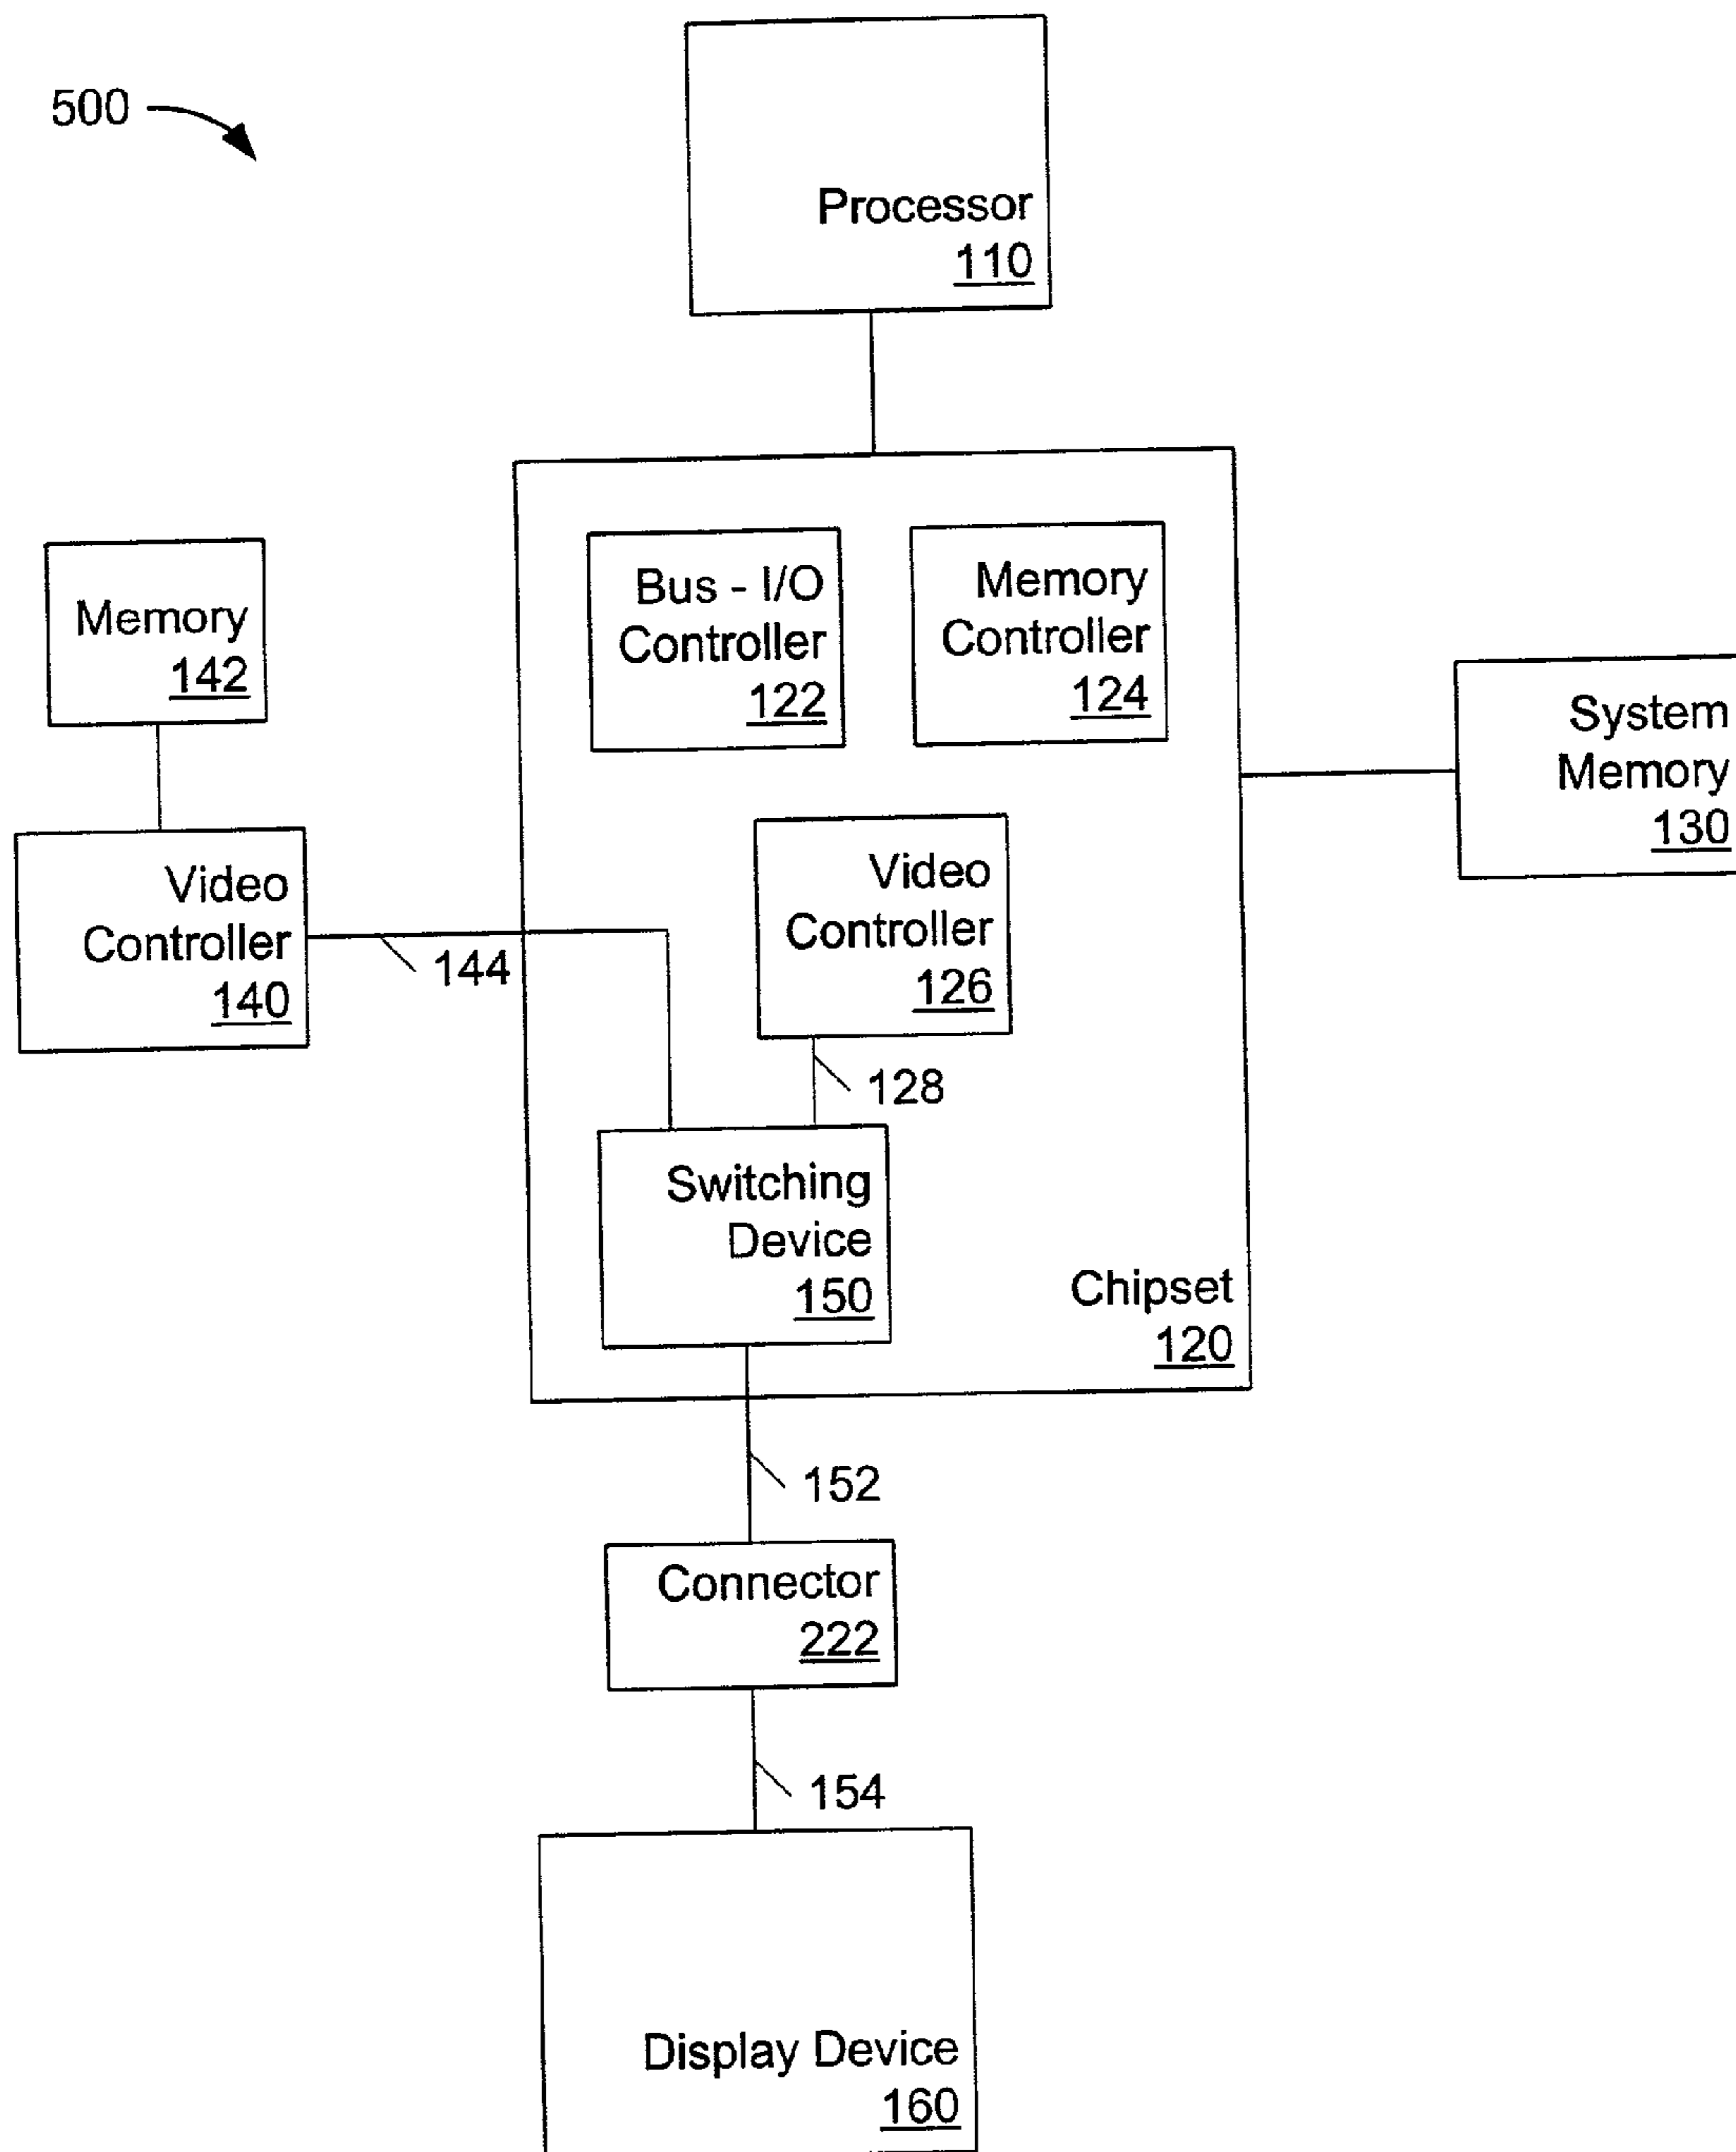 500
Processor
110
Bus - I/O
Controller
122
Memory
Controller
124
Memory
142
System
Memory
130
Video
Controller
140
144
Video
Controller
126
128
Switching
Device
150
Chipset
120
152
Connector
222
154
Display Device
160